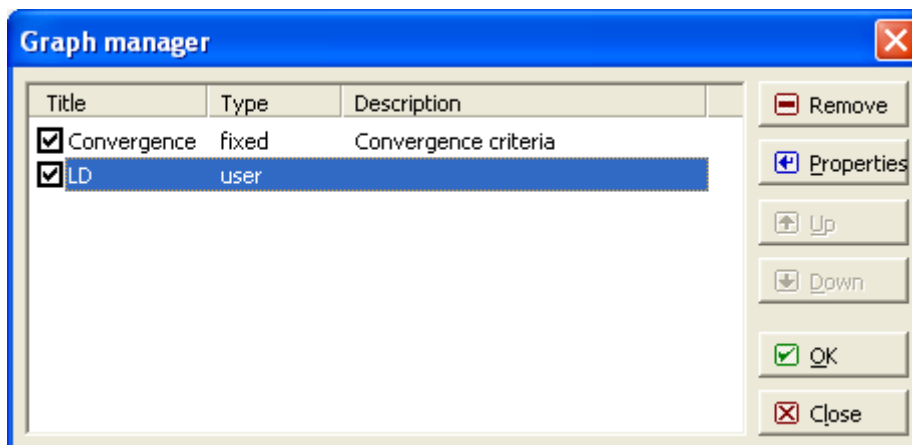 Graph manager
Title Type Description
Convergence fixed Convergence criteria
LD user
Remove
Properties
Up
Down
OK
Close